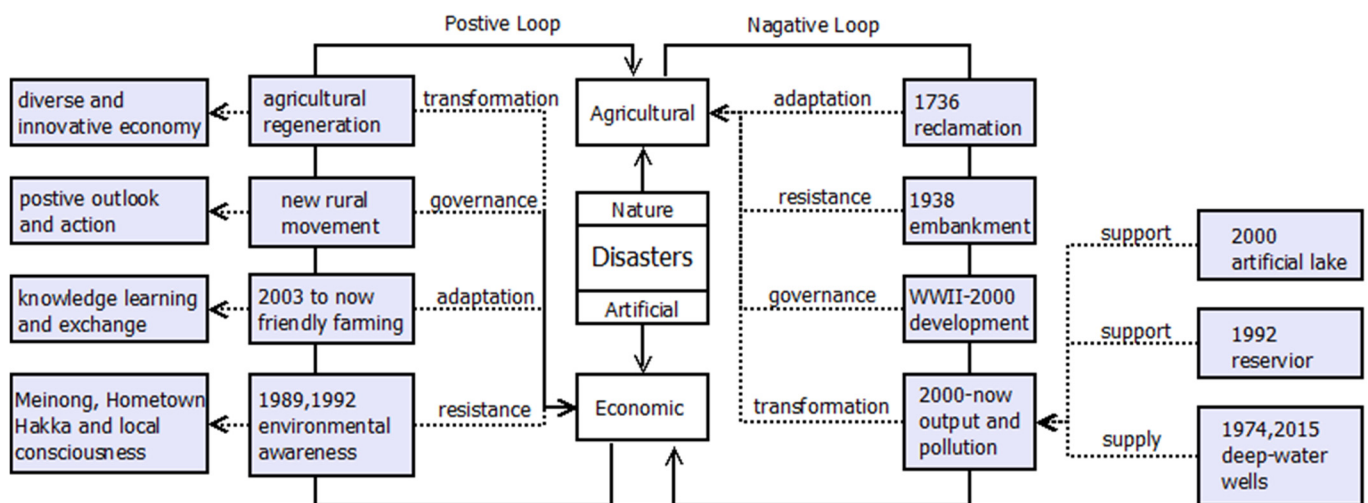 Postive Loop
Nagative Loop
diverse and
innovative economy
agricultural
regeneration
transformation
Agricultural
adaptation
1736
reclamation
postive outlook
and action
new rural
movement
governance
Nature
Disasters
Artificial
resistance
1938
embankment
support
2000
artificial lake
knowledge learning
and exchange
2003 to now
friendly farming
adaptation
governance
WWII-2000
development
support
1992
reservior
Meinong, Hometown
Hakka and local
consciousness
1989,1992
environmental
awareness
resistance
Economic
transformation
2000-now
output and
pollution
supply
1974,2015
deep-water
wells